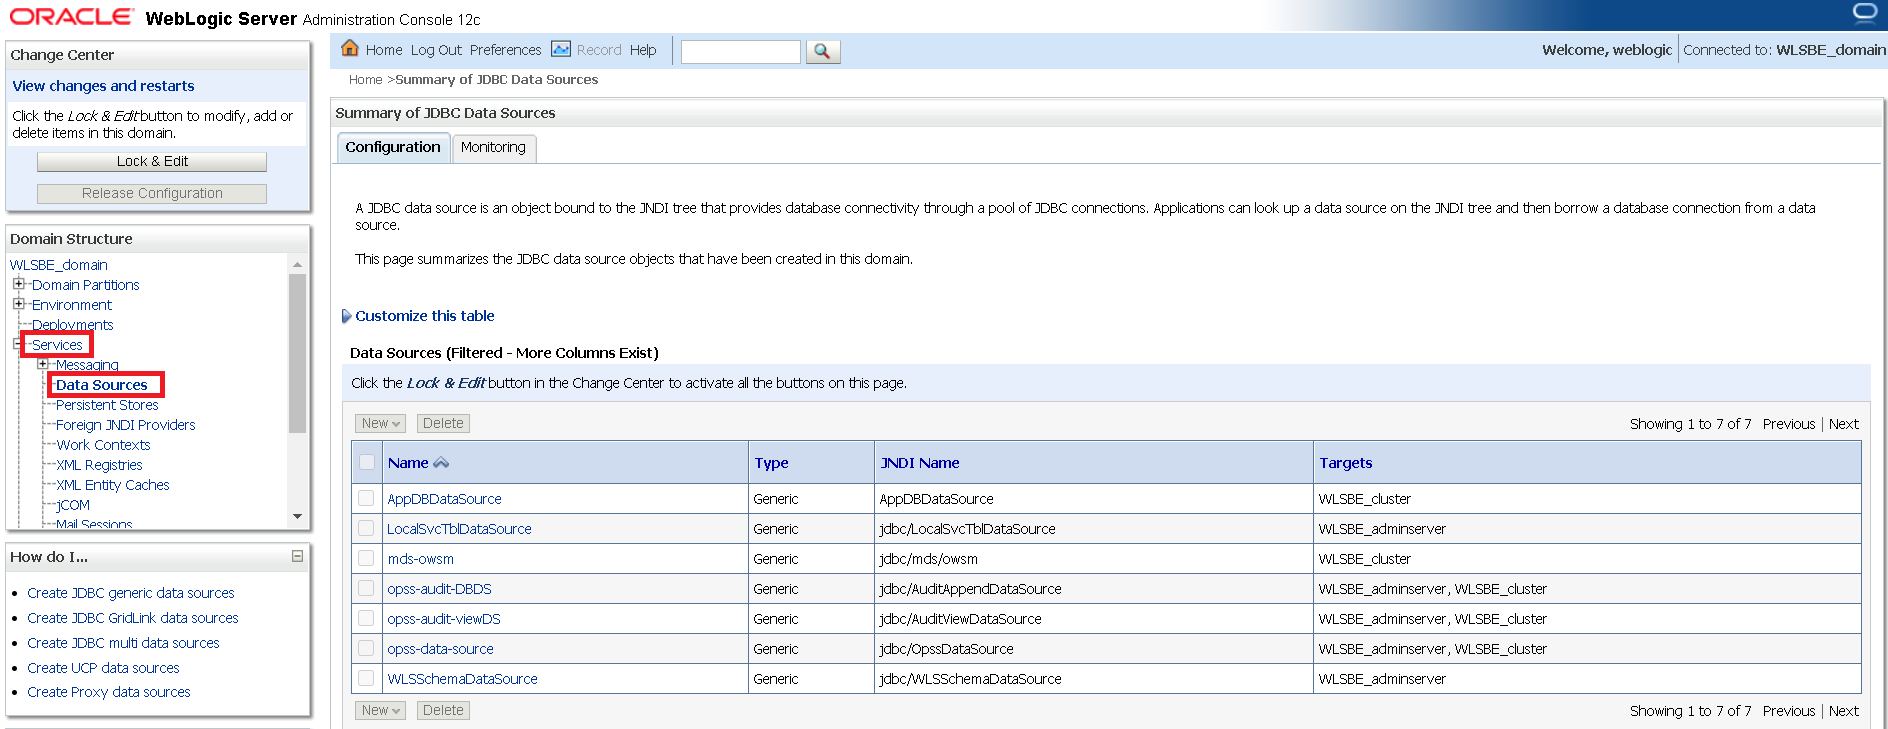 ORACLE WebLogic Server Administration Console 12c
Change Center
View changes and restarts
Click the Lock & Edit button to modify, add or
delete items in this domain.
Lock & Edit
Release Configuration
Domain Structure
WLSBE_domain
Domain Partitions
Environment
Deployments
Services
Messaging
Data Sources
Persistent Stores
Foreign JNDI Providers
Work Contexts
XML Registries
XML Entity Caches
jCOM
Mail Sessions
How do I...
Create JDBC generic data sources
Create JDBC GridLink data sources
Create JDBC multi data sources
Create UCP data sources
Create Proxy data sources
Home Log Out Preferences Record Help
Welcome, weblogic Connected to: WLSBE_domain
Home >Summary of JDBC Data Sources
Summary of JDBC Data Sources
Configuration Monitoring
A JDBC data source is an object bound to the JNDI tree that provides database connectivity through a pool of JDBC connections. Applications can look up a data source on the JNDI tree and then borrow a database connection from a data
source.
This page summarizes the JDBC data source objects that have been created in this domain.
Customize this table
Data Sources (Filtered - More Columns Exist)
Click the Lock & Edit button in the Change Center to activate all the buttons on this page.
New Delete Showing 1 to 7 of 7 Previous | Next
Name Type JNDI Name Targets
AppDBDataSource Generic AppDBDataSource WLSBE_cluster
LocalSvcTblDataSource Generic jdbc/LocalSvcTblDataSource WLSBE_adminserver
mds-owsm Generic jdbc/mds/owsm WLSBE_cluster
opss-audit-DBDS Generic jdbc/AuditAppendDataSource WLSBE_adminserver, WLSBE_cluster
opss-audit-viewDS Generic jdbc/AuditViewDataSource WLSBE_adminserver, WLSBE_cluster
opss-data-source Generic jdbc/OpssDataSource WLSBE_adminserver, WLSBE_cluster
WLSSchemaDataSource Generic jdbc/WLSSchemaDataSource WLSBE_adminserver
New Delete Showing 1 to 7 of 7 Previous | Next